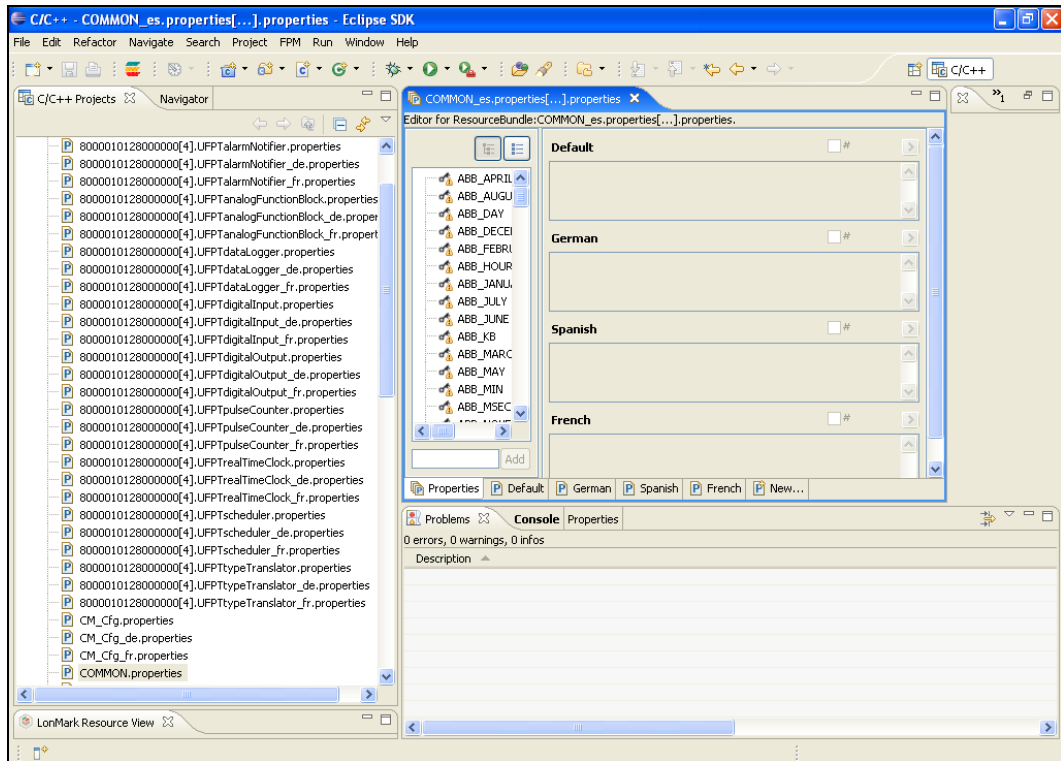 C/C++ - COMMON_es.properties[...].properties - Eclipse SDK
File Edit Refactor Navigate Search Project FPM Run Window Help
C/C++
C/C++ Projects Navigator
8000010128000000[4].UFPTalarmNotifier.properties
8000010128000000[4].UFPTalarmNotifier_de.properties
8000010128000000[4].UFPTalarmNotifier_fr.properties
8000010128000000[4].UFPTanalogFunctionBlock.properties
8000010128000000[4].UFPTanalogFunctionBlock_de.proper
8000010128000000[4].UFPTanalogFunctionBlock_fr.propert
8000010128000000[4].UFPTdataLogger.properties
8000010128000000[4].UFPTdataLogger_de.properties
8000010128000000[4].UFPTdataLogger_fr.properties
8000010128000000[4].UFPTdigitalInput.properties
8000010128000000[4].UFPTdigitalInput_de.properties
8000010128000000[4].UFPTdigitalInput_fr.properties
8000010128000000[4].UFPTdigitalOutput.properties
8000010128000000[4].UFPTdigitalOutput_de.properties
8000010128000000[4].UFPTdigitalOutput_fr.properties
8000010128000000[4].UFPTpulseCounter.properties
8000010128000000[4].UFPTpulseCounter_de.properties
8000010128000000[4].UFPTpulseCounter_fr.properties
8000010128000000[4].UFPTrealTimeClock.properties
8000010128000000[4].UFPTrealTimeClock_de.properties
8000010128000000[4].UFPTrealTimeClock_fr.properties
8000010128000000[4].UFPTscheduler.properties
8000010128000000[4].UFPTscheduler_de.properties
8000010128000000[4].UFPTscheduler_fr.properties
8000010128000000[4].UFPTtypeTranslator.properties
8000010128000000[4].UFPTtypeTranslator_de.properties
8000010128000000[4].UFPTtypeTranslator_fr.properties
CM_Cfg.properties
CM_Cfg_de.properties
CM_Cfg_fr.properties
COMMON.properties
LonMark Resource View
COMMON_es.properties[...].properties
»1
Editor for ResourceBundle:COMMON_es.properties[...].properties.
ABB_APRIL
ABB_AUGU
ABB_DAY
ABB_DECE
ABB_FEBRU
ABB_HOUR
ABB_JANU
ABB_JULY
ABB_JUNE
ABB_KB
ABB_MARC
ABB_MAY
ABB_MIN
ABB_MSEC
Add
Default #
German #
Spanish #
French #
Properties Default German Spanish French New...
Problems Console Properties
0 errors, 0 warnings, 0 infos
Description